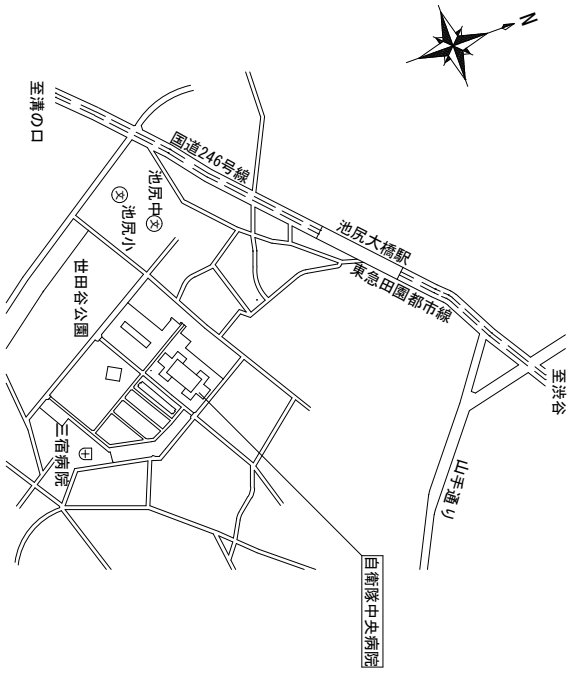 N
至溝の口
国道246号線
池尻中
文
文
池尻小
池尻大橋駅
東急田園都市線
世田谷公園
至渋谷
三宿病院
山手通り
自衛隊中央病院